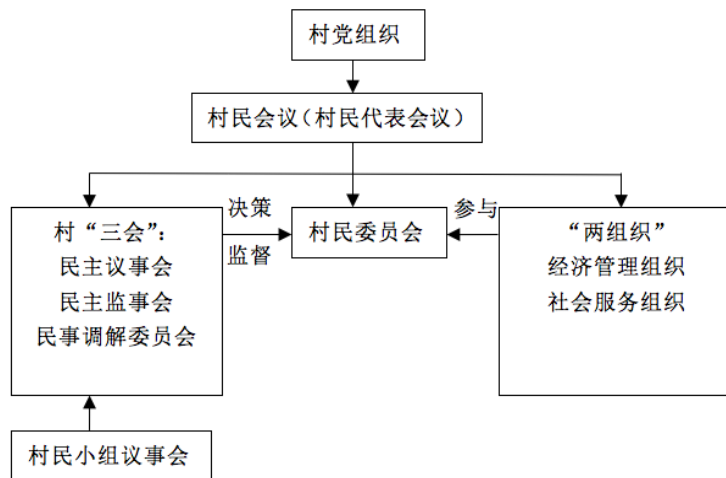 村党组织
村民会议（村民代表会议）
村“三会”：
民主议事会
民主监事会
民事调解委员会
决策
监督
村民委员会
参与
“两组织”
经济管理组织
社会服务组织
村民小组议事会